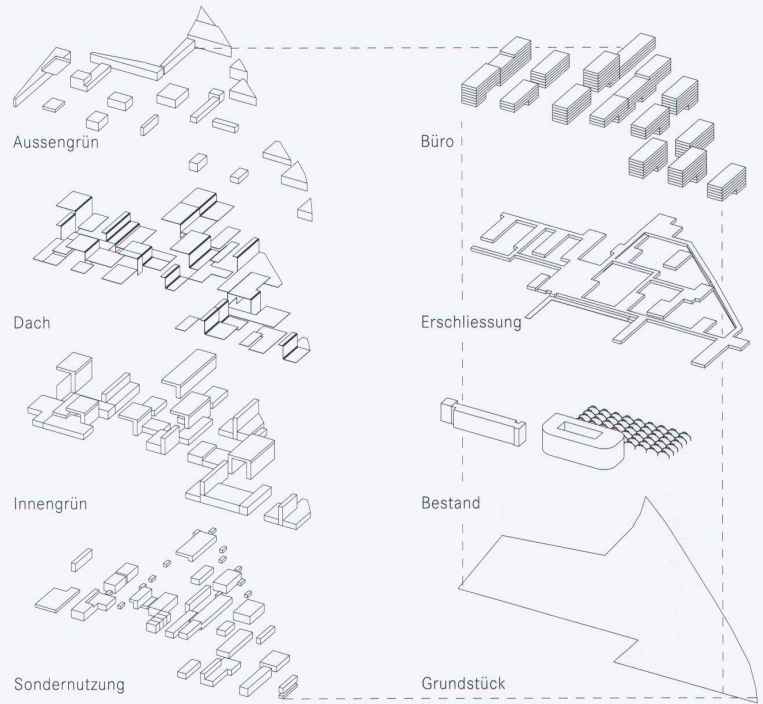 Aussengrün
Büro
Dach
Erschliessung
Innengrün
Bestand
Sondernutzung
Grundstück